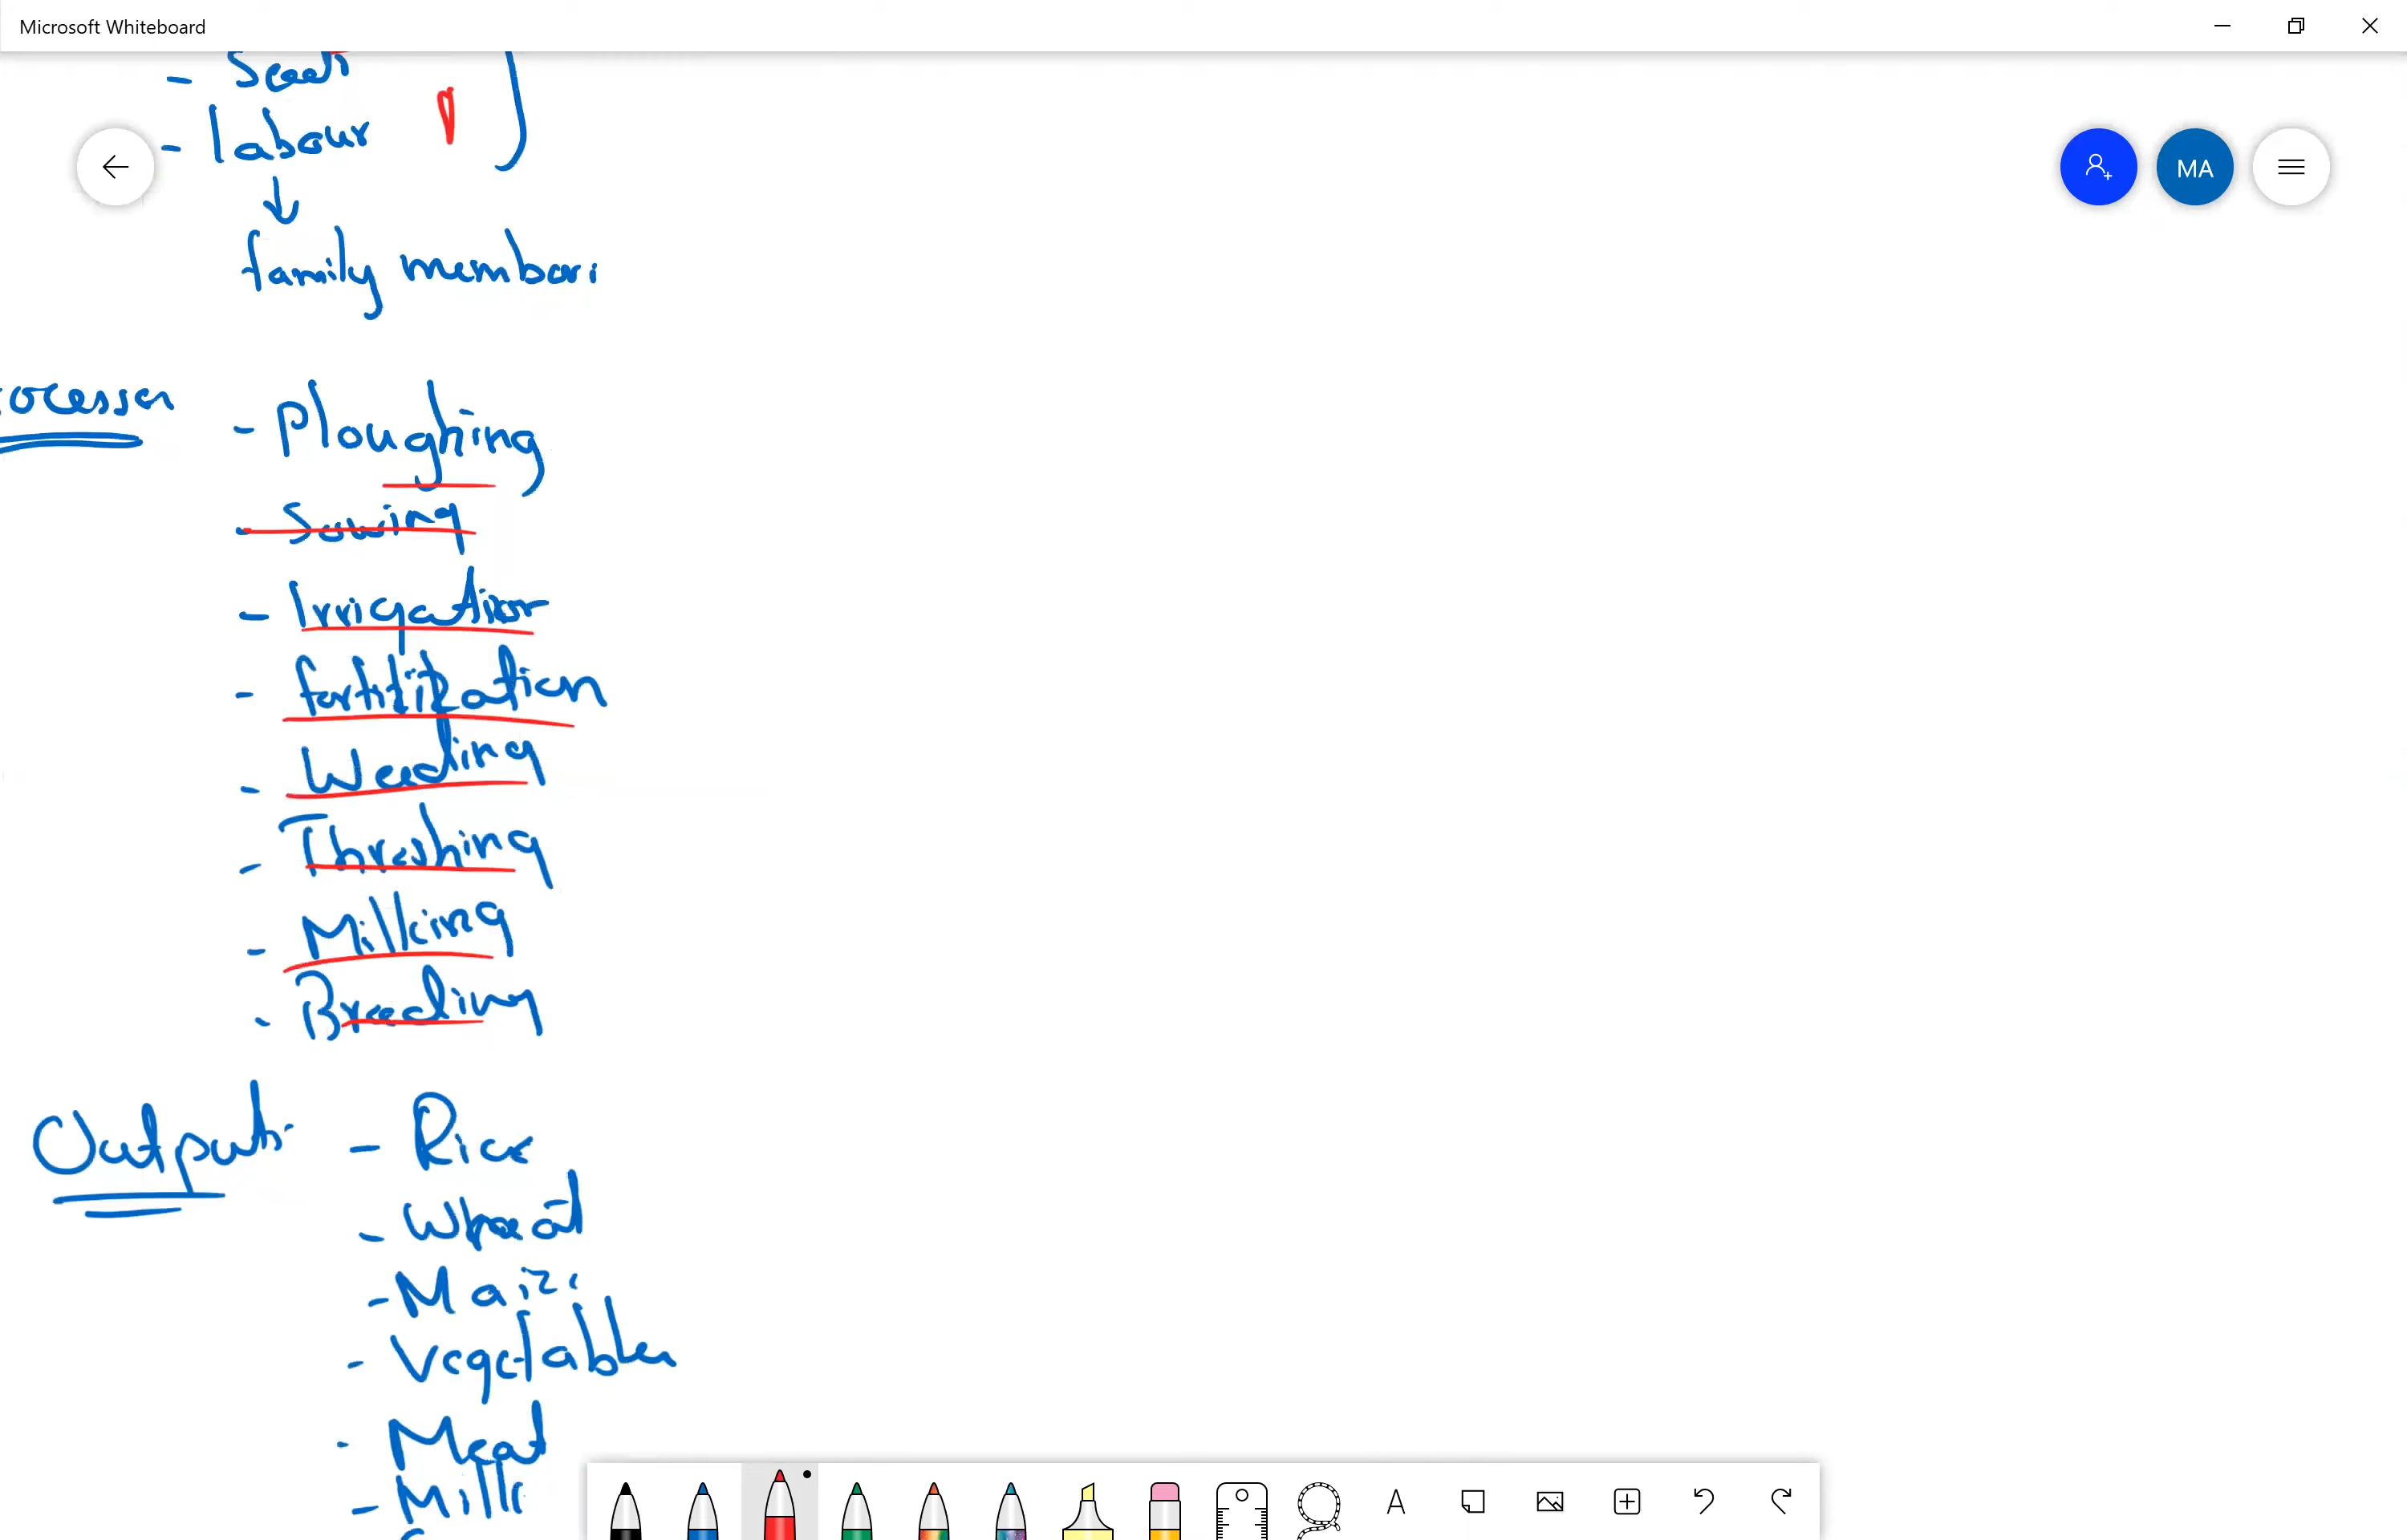 Microsoft Whiteboard
- Seeds
- labour
↓
family members
MA
ocesses
- Ploughing
- Sowing
- Irrigation
- fertilization
- Weeding
- Threshing
- Milking
- Breeding
Outputs - Rice
- Wheat
- Maize
- Vegetables
- Meat
- Milk
A